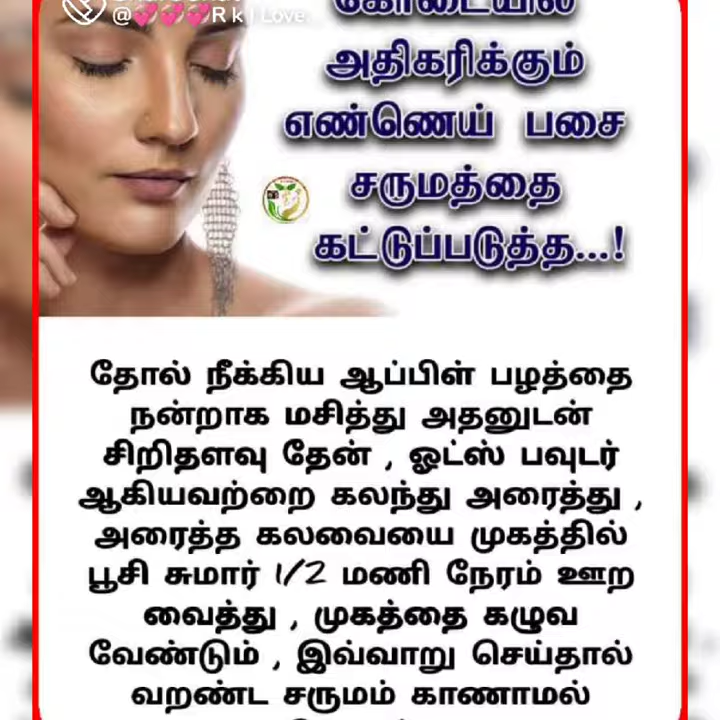 @💞💞💞R k I Love
கோடையில்
அதிகரிக்கும்
எண்ணெய் பசை
சருமத்தை
கட்டுப்படுத்த...!
தோல் நீக்கிய ஆப்பிள் பழத்தை
நன்றாக மசித்து அதனுடன்
சிறிதளவு தேன் , ஓட்ஸ் பவுடர்
ஆகியவற்றை கலந்து அரைத்து ,
அரைத்த கலவையை முகத்தில்
பூசி சுமார் 1/2 மணி நேரம் ஊற
வைத்து , முகத்தை கழுவ
வேண்டும் , இவ்வாறு செய்தால்
வறண்ட சருமம் காணாமல்